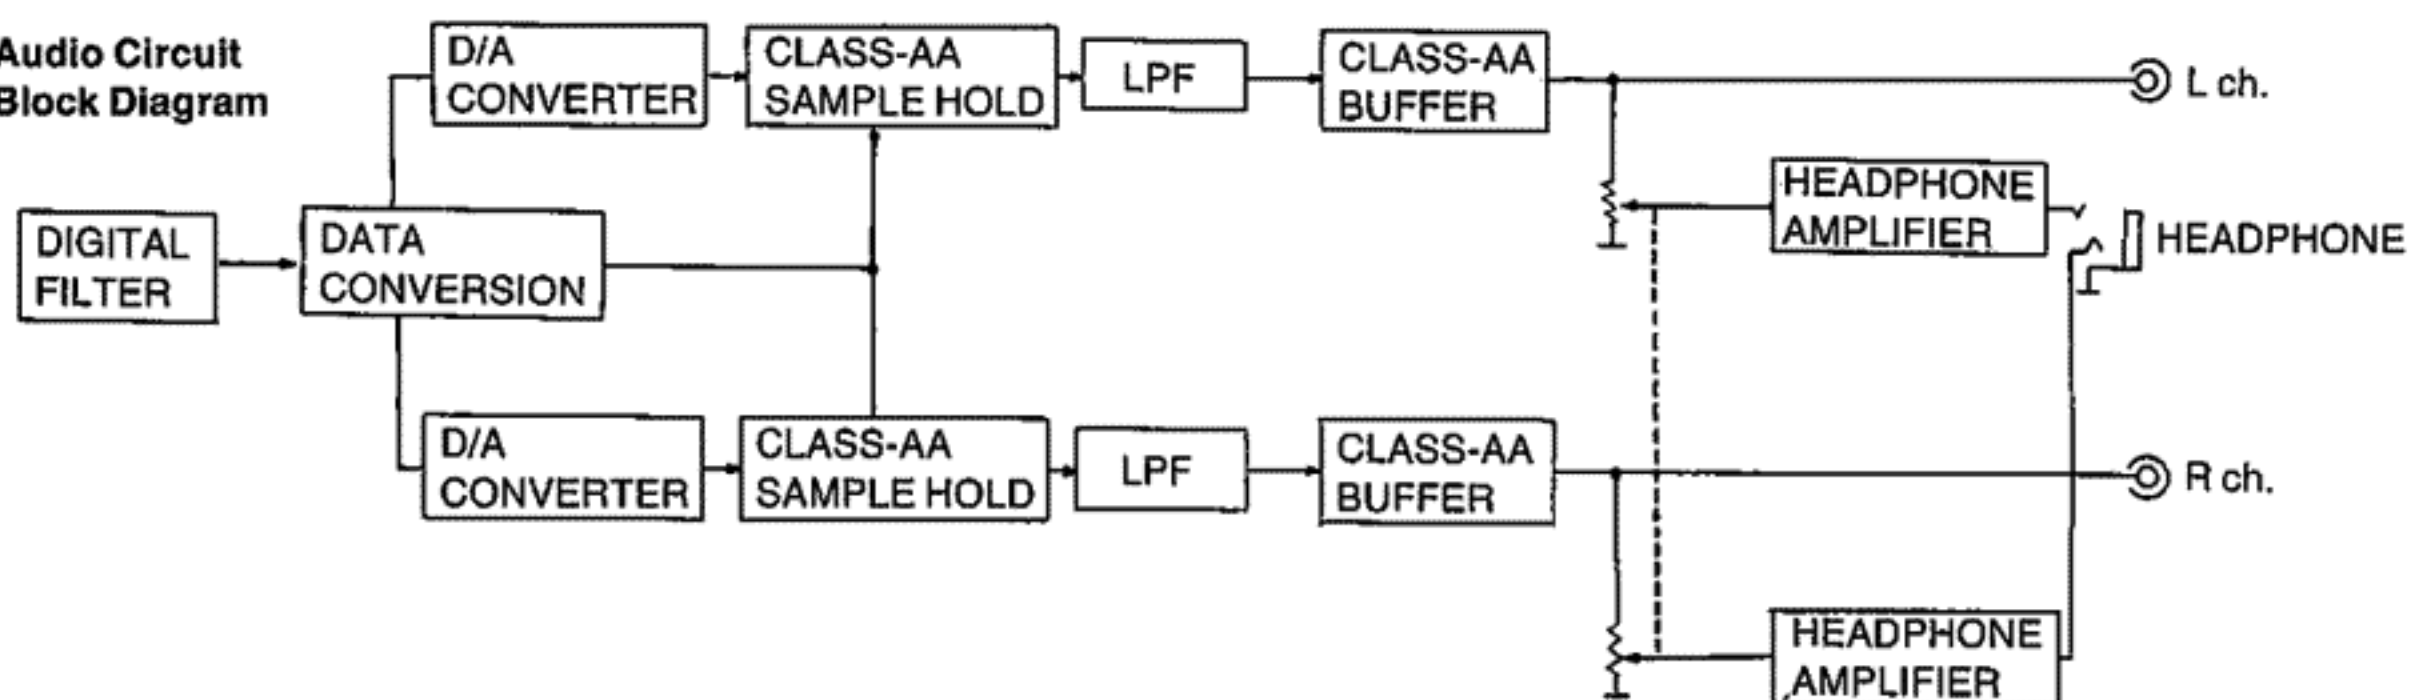 Audio Circuit
Block Diagram
D/A
CONVERTER
CLASS-AA
SAMPLE HOLD
LPF
CLASS-AA
BUFFER
L ch.
DIGITAL
FILTER
DATA
CONVERSION
HEADPHONE
AMPLIFIER
HEADPHONE
D/A
CONVERTER
CLASS-AA
SAMPLE HOLD
LPF
CLASS-AA
BUFFER
R ch.
HEADPHONE
AMPLIFIER